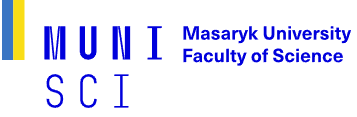 MUNI
SCI
Masaryk University
Faculty of Science